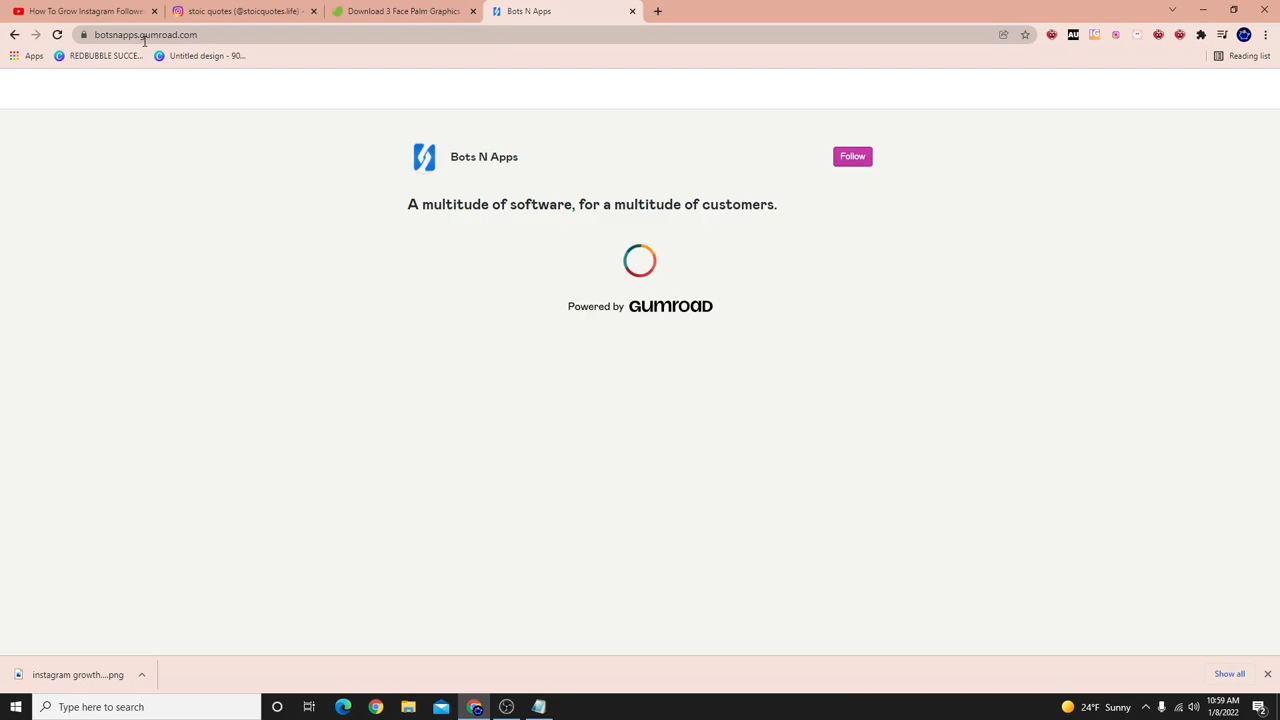 How To Grow Instagram Follower
stoic quotes (@stoicquotes.life) ·
Download 3 Face Palm Graphics
Bots N Apps
botsnapps.gumroad.com
Apps
REDBUBBLE SUCCE...
Untitled design - 90...
Reading list
Bots N Apps
Follow
A multitude of software, for a multitude of customers.
Powered by GUMROAD
instagram growth....png
Show all
Type here to search
24°F Sunny
10:59 AM
1/8/2022
2